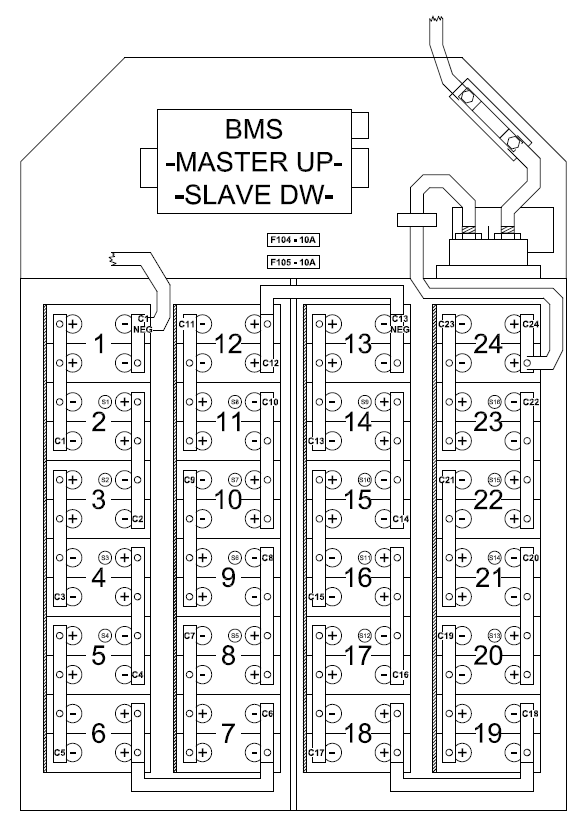 BMS
-MASTER UP-
-SLAVE DW-
F104 - 10A
F105 - 10A
C1 NEG
1
S1
2
C1
S2
3
C2
S3
4
C3
S4
5
C4
6
C5
C11
12
C12
S8
C10
11
C9
S7
10
S6
C8
9
C7
S5
8
C6
7
C13 NEG
13
S9
14
C13
S10
15
C14
S11
16
C15
S12
17
C16
18
C17
C23
C24
24
S16
C22
23
C21
S15
22
S14
C20
21
C19
S13
20
C18
19